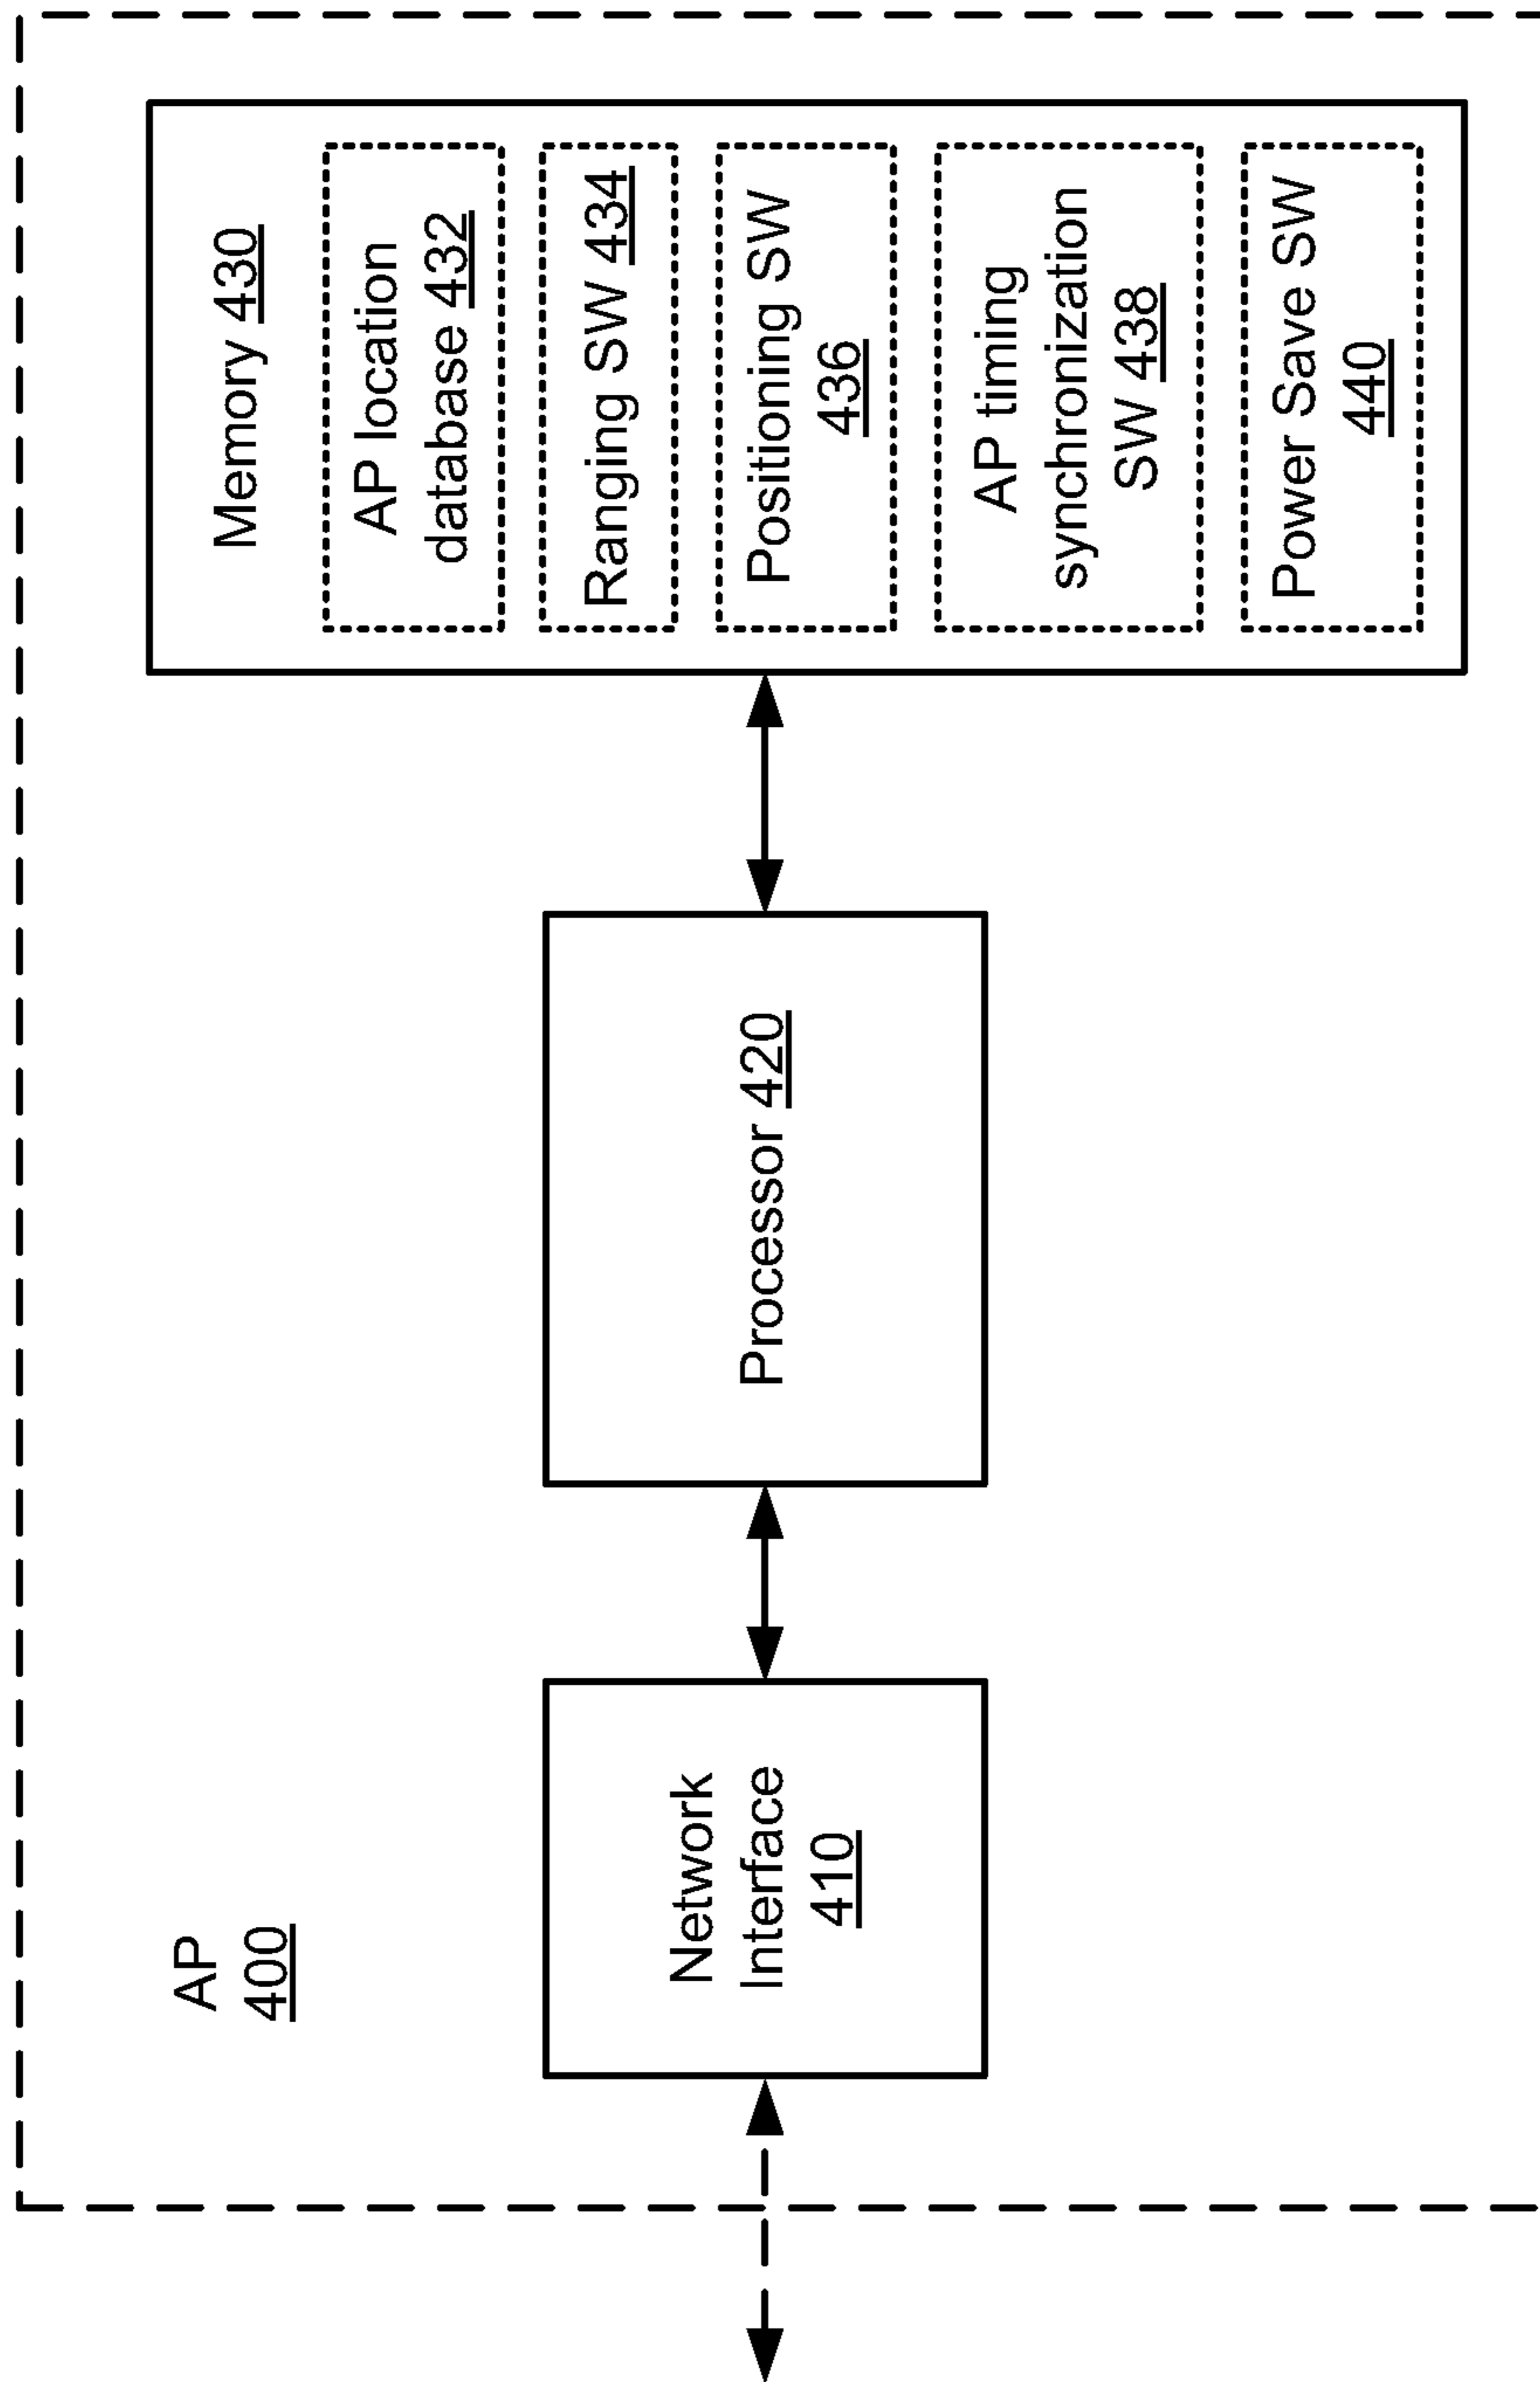 AP
400
Network
Interface
410
Processor 420
Memory 430
AP location
database 432
Ranging SW 434
Positioning SW
436
AP timing
synchronization
SW 438
Power Save SW
440